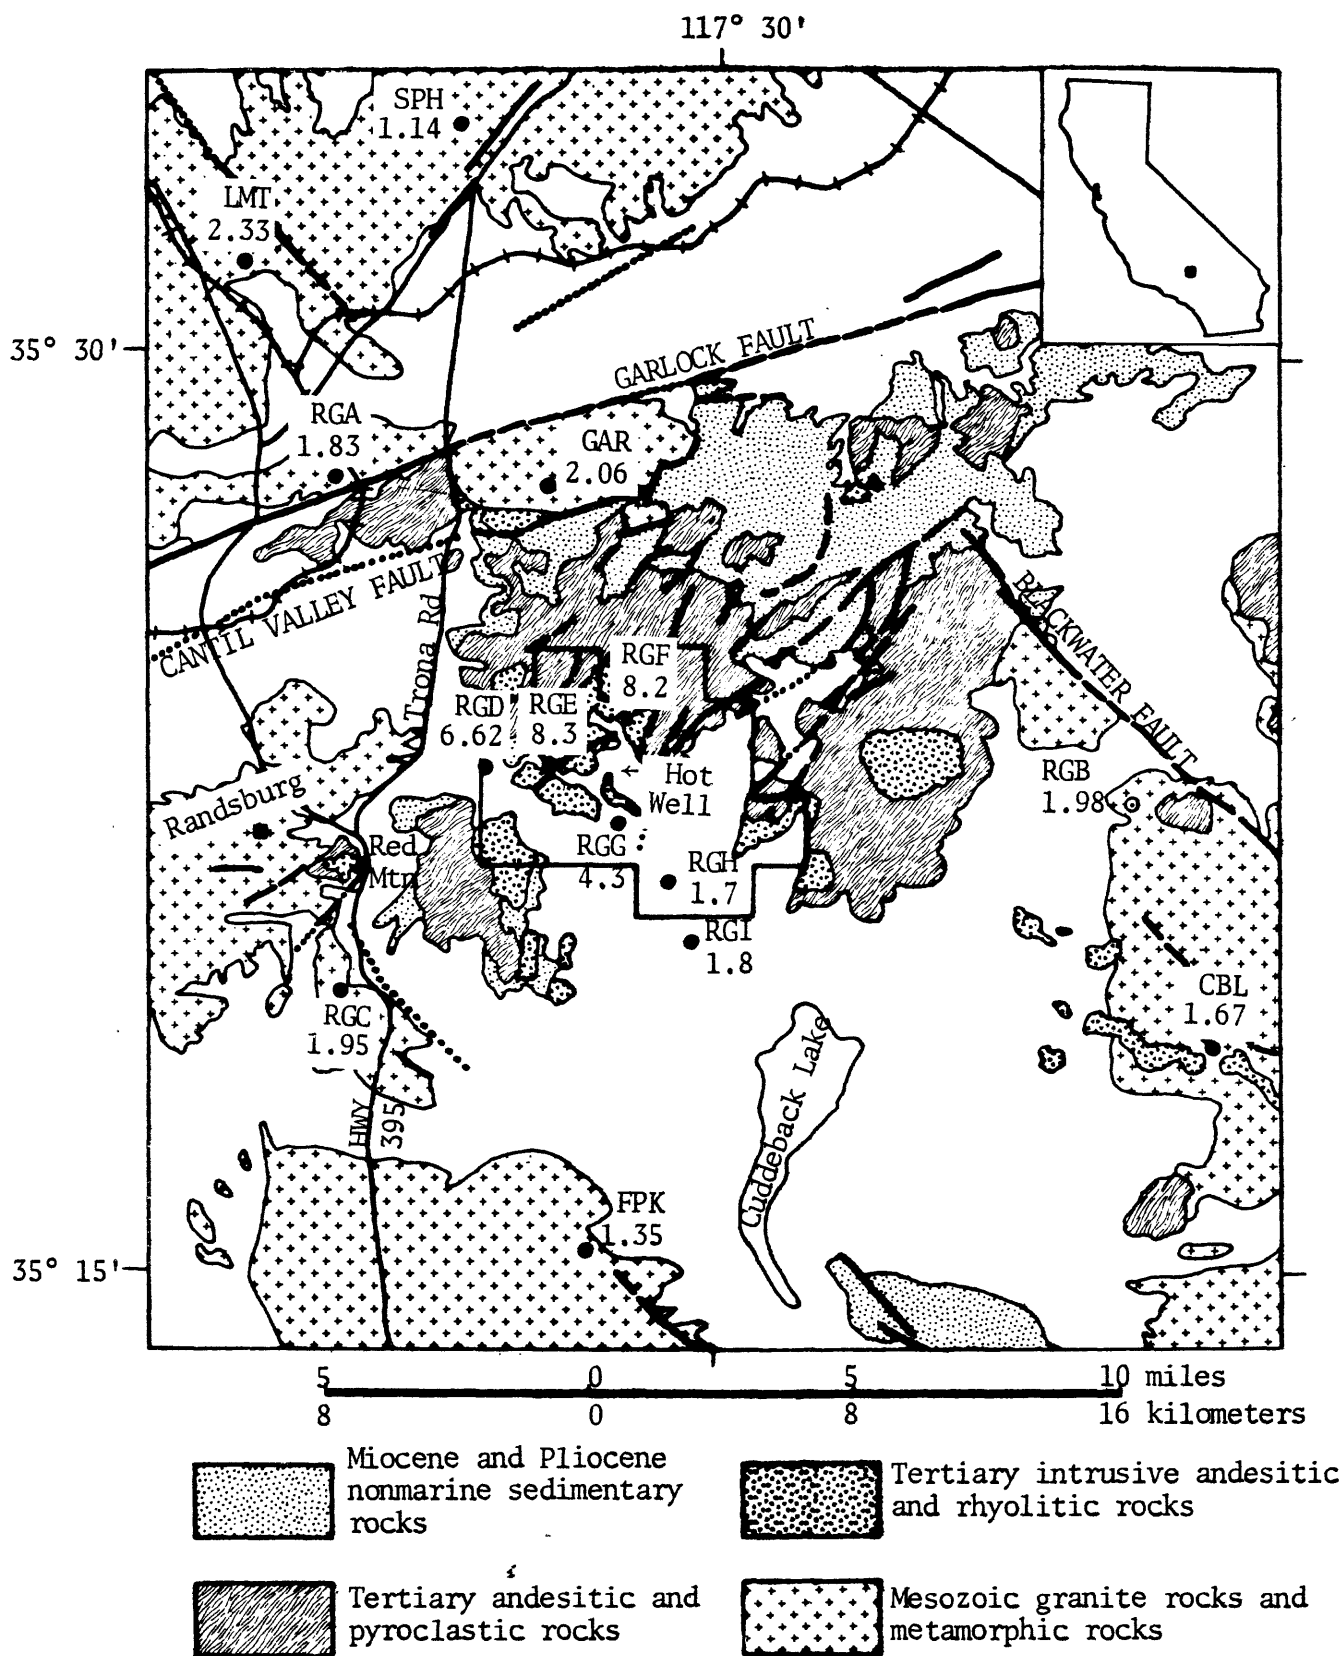 117° 30'
SPH
1.14
LMT
2.33
35° 30'
GARLOCK FAULT
RGA
1.83
GAR
2.06
CANTIL VALLEY FAULT
Trona Rd
BLACKWATER FAULT
RGF
8.2
RGD
6.62
RGE
8.3
← Hot
Well
RGB
1.98
Randsburg
Red
Mtn
RGG
4.3
RGH
1.7
RGI
1.8
CBL
1.67
RGC
1.95
Cuddeback Lake
HWY
395
FPK
1.35
35° 15'
5 0 5 10 miles
8 0 8 16 kilometers
Miocene and Pliocene
nonmarine sedimentary
rocks
Tertiary intrusive andesitic
and rhyolitic rocks
Tertiary andesitic and
pyroclastic rocks
Mesozoic granite rocks and
metamorphic rocks